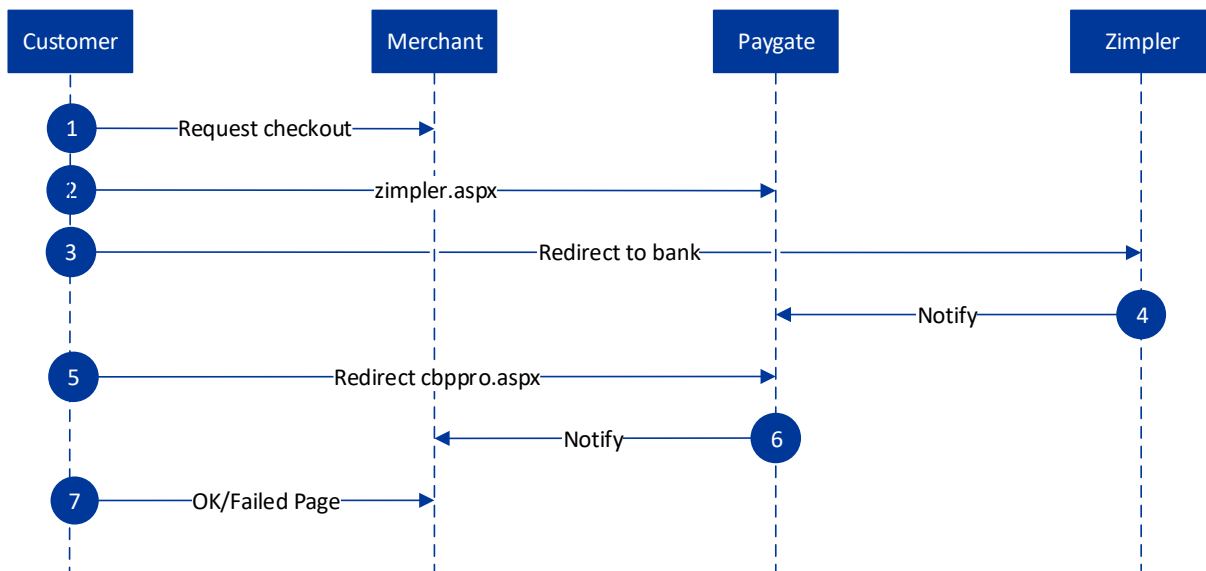 Customer
Merchant
Paygate
Zimpler
1
Request checkout
2
zimpler.aspx
3
Redirect to bank
Notify
4
5
Redirect cbppro.aspx
Notify
6
7
OK/Failed Page